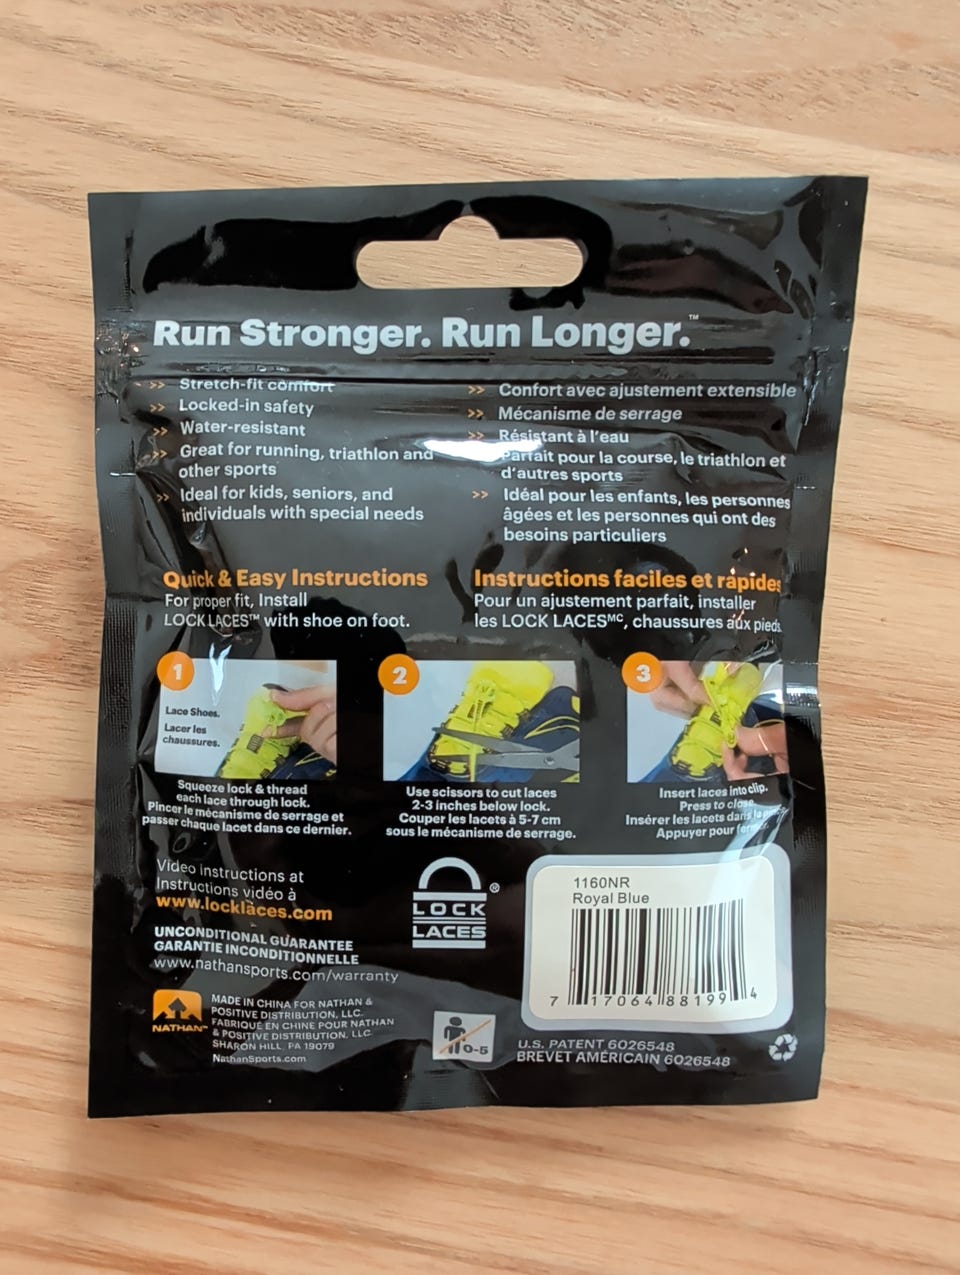 Run Stronger. Run Longer.™
>> Stretch-fit comfort
>> Locked-in safety
>> Water-resistant
>> Great for running, triathlon and
other sports
>> Ideal for kids, seniors, and
individuals with special needs
>> Confort avec ajustement extensible
>> Mécanisme de serrage
>> Résistant à l'eau
Parfait pour la course, le triathlon et
d'autres sports
>> Idéal pour les enfants, les personnes
âgées et les personnes qui ont des
besoins particuliers
Quick & Easy Instructions
For proper fit, Install
LOCK LACES™ with shoe on foot.
Instructions faciles et rapides
Pour un ajustement parfait, installer
les LOCK LACESᴹᶜ, chaussures aux pieds.
1
Lace Shoes.
Lacer les
chaussures.
Squeeze lock & thread
each lace through lock.
Pincer le mécanisme de serrage et
passer chaque lacet dans ce dernier.
2
Use scissors to cut laces
2-3 inches below lock.
Couper les lacets à 5-7 cm
sous le mécanisme de serrage.
3
Insert laces into clip.
Press to close.
Insérer les lacets dans la
Appuyer pour fermer.
Video instructions at
Instructions vidéo à
www.locklaces.com
UNCONDITIONAL GUARANTEE
GARANTIE INCONDITIONNELLE
www.nathansports.com/warranty
LOCK
LACES®
1160NR
Royal Blue
7 17064 88199 4
NATHAN™
MADE IN CHINA FOR NATHAN &
POSITIVE DISTRIBUTION, LLC.
FABRIQUÉ EN CHINE POUR NATHAN
& POSITIVE DISTRIBUTION, LLC
SHARON HILL, PA 19079
NathanSports.com
0-5
U.S. PATENT 6026548
BREVET AMÉRICAIN 6026548